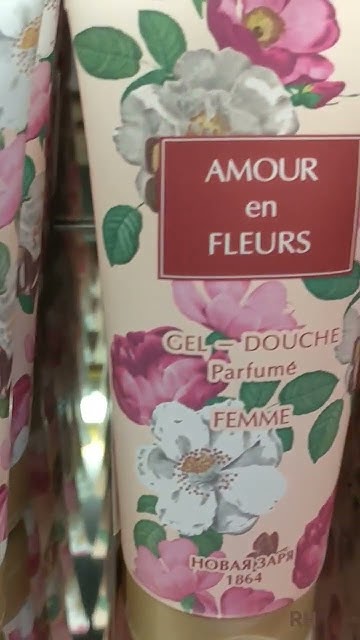 AMOUR
en
FLEURS
GEL - DOUCHE
Parfumé
FEMME
НОВАЯ ЗАРЯ
1864